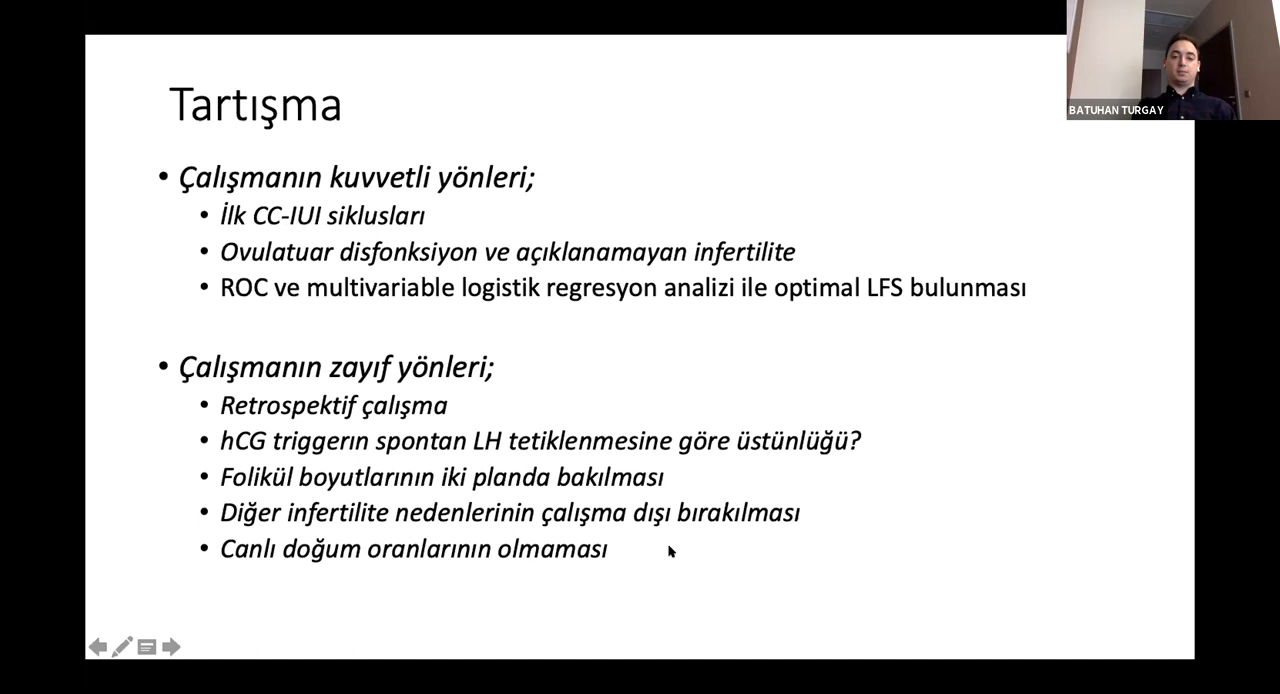 BATUHAN TURGAY
Tartışma
• Çalışmanın kuvvetli yönleri;
• İlk CC-IUI siklusları
• Ovulatuar disfonksiyon ve açıklanamayan infertilite
• ROC ve multivariable logistik regresyon analizi ile optimal LFS bulunması
• Çalışmanın zayıf yönleri;
• Retrospektif çalışma
• hCG triggerın spontan LH tetiklenmesine göre üstünlüğü?
• Folikül boyutlarının iki planda bakılması
• Diğer infertilite nedenlerinin çalışma dışı bırakılması
• Canlı doğum oranlarının olmaması